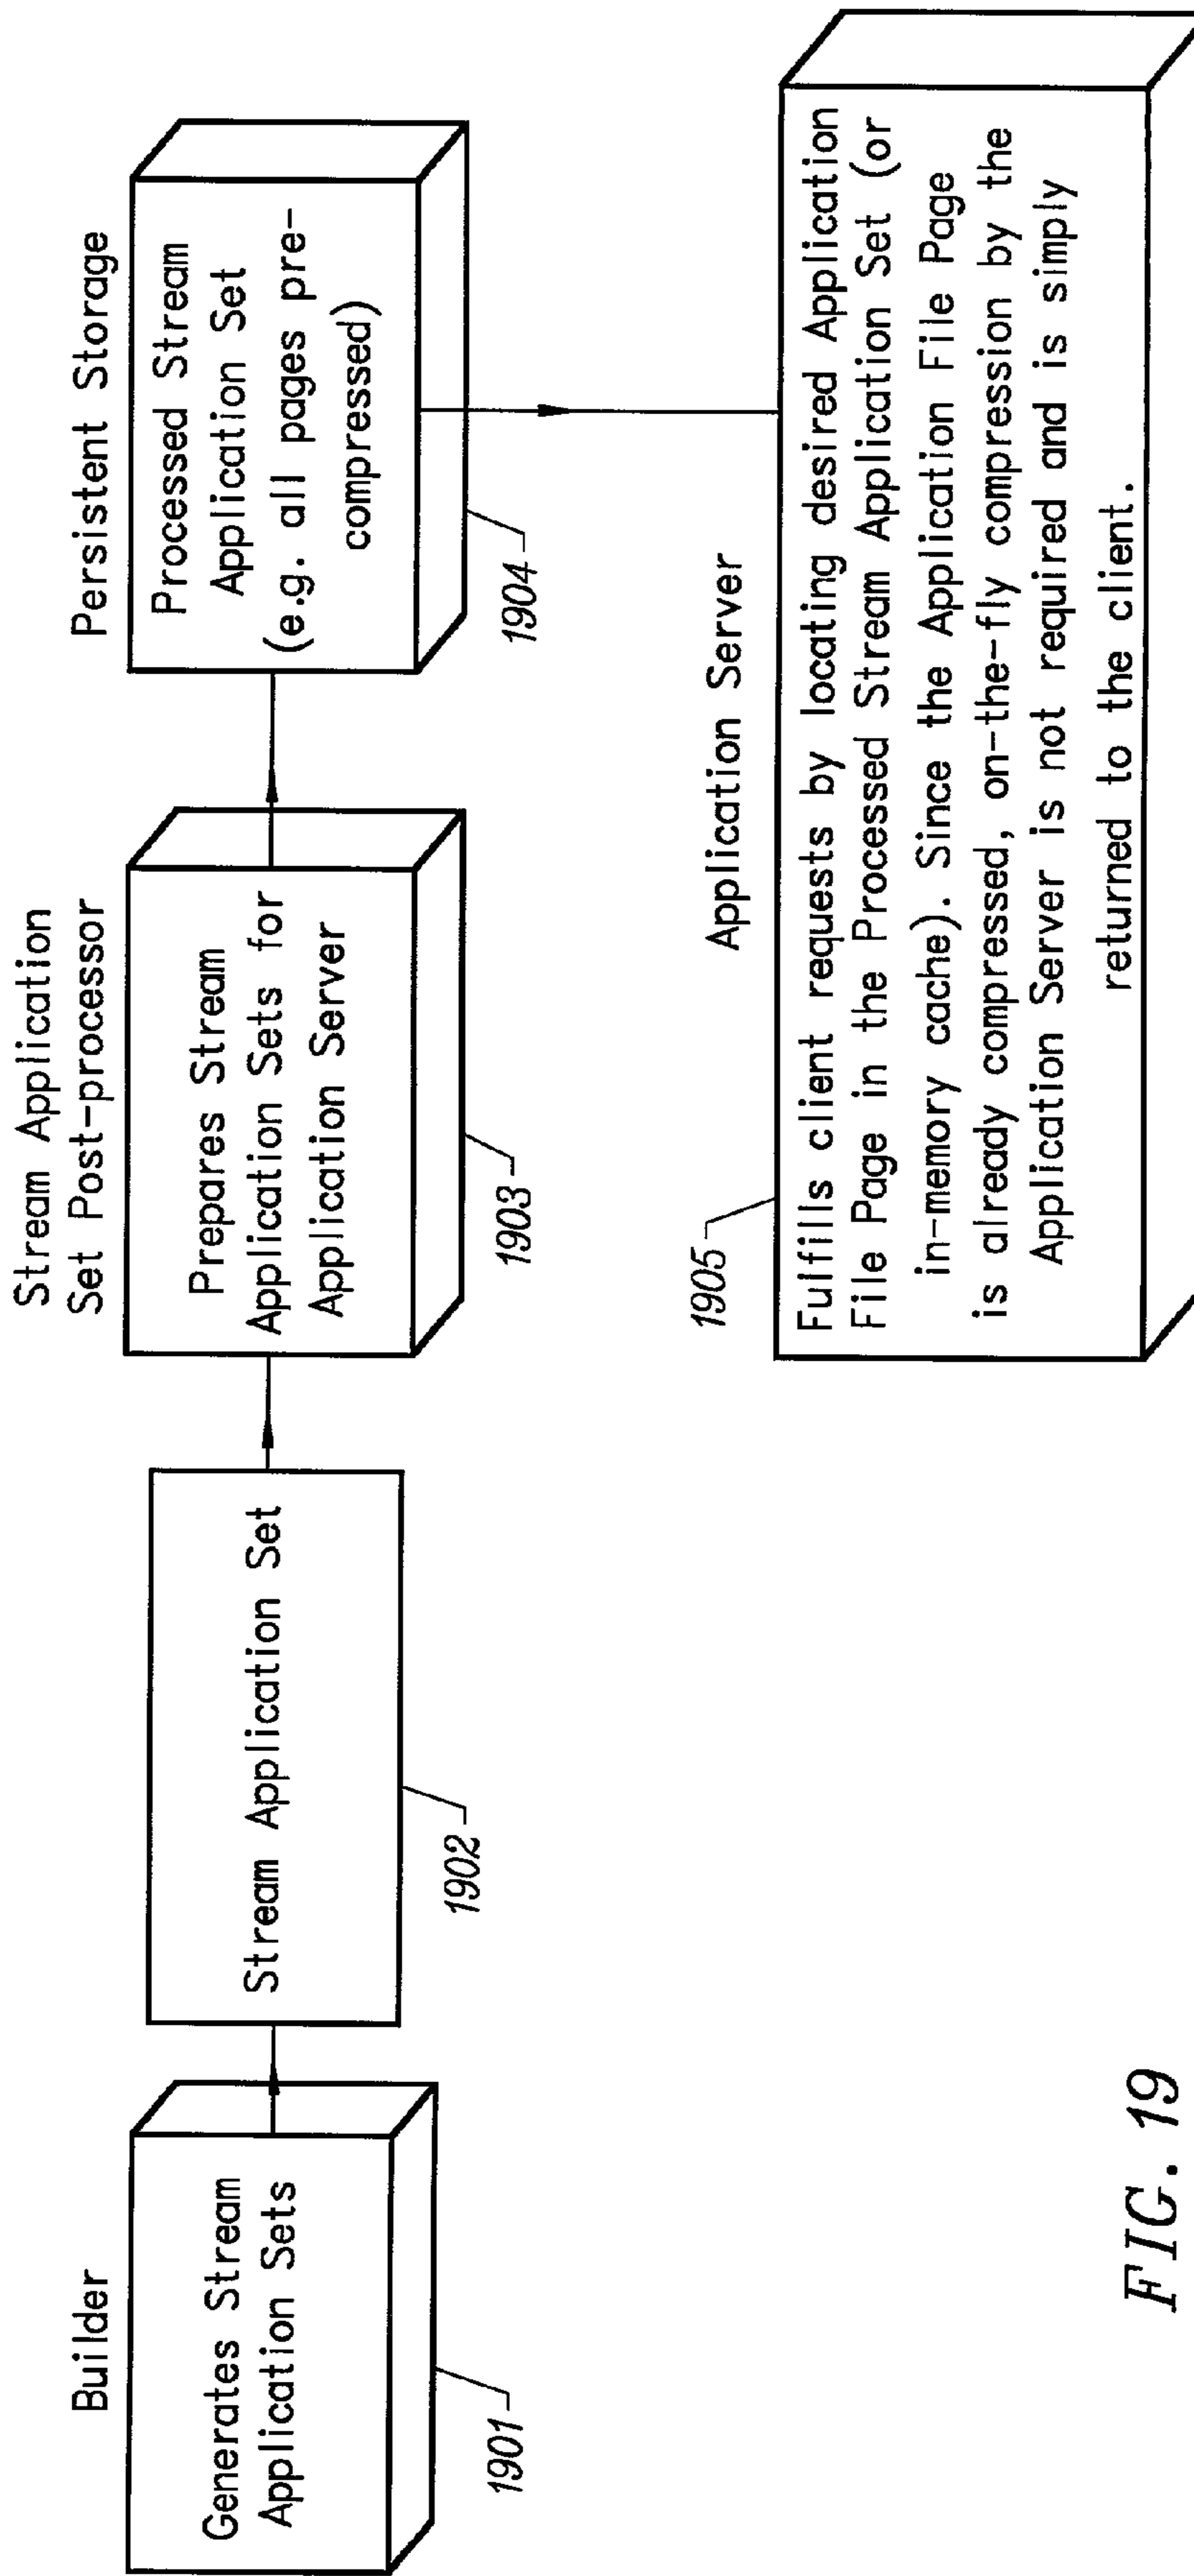 Builder
Generates Stream
Application Sets
1901
Stream Application Set
1902
Stream Application
Set Post-processor
Prepares Stream
Application Sets for
Application Server
1903
Persistent Storage
Processed Stream
Application Set
(e.g. all pages pre-
compressed)
1904
Application Server
1905
Fulfills client requests by locating desired Application
File Page in the Processed Stream Application Set (or
in-memory cache). Since the Application File Page
is already compressed, on-the-fly compression by the
Application Server is not required and is simply
returned to the client.
FIG. 19